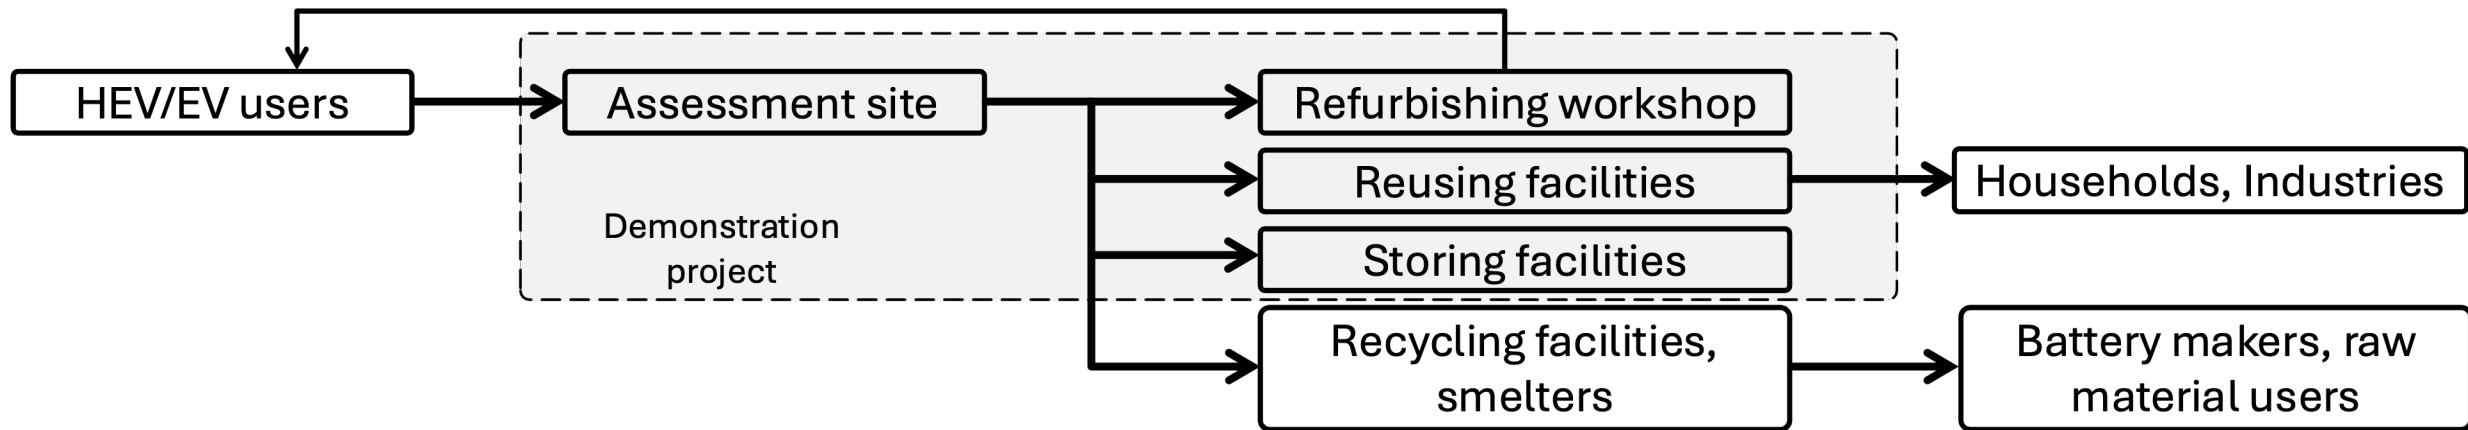 HEV/EV users
Assessment site
Refurbishing workshop
Reusing facilities
Households, Industries
Demonstration
project
Storing facilities
Recycling facilities,
smelters
Battery makers, raw
material users